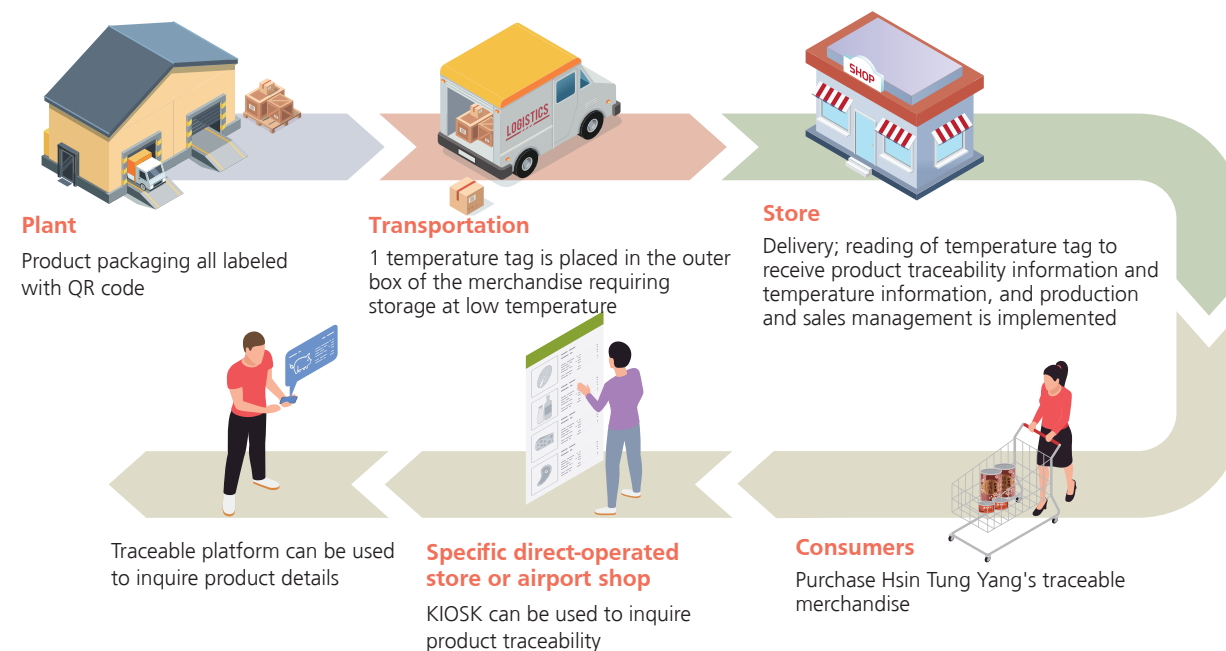 SHOP
LOGISTICS
Plant
Product packaging all labeled
with QR code
Transportation
1 temperature tag is placed in the outer
box of the merchandise requiring
storage at low temperature
Store
Delivery; reading of temperature tag to
receive product traceability information and
temperature information, and production
and sales management is implemented
Traceable platform can be used
to inquire product details
Specific direct-operated
store or airport shop
KIOSK can be used to inquire
product traceability
Consumers
Purchase Hsin Tung Yang's traceable
merchandise